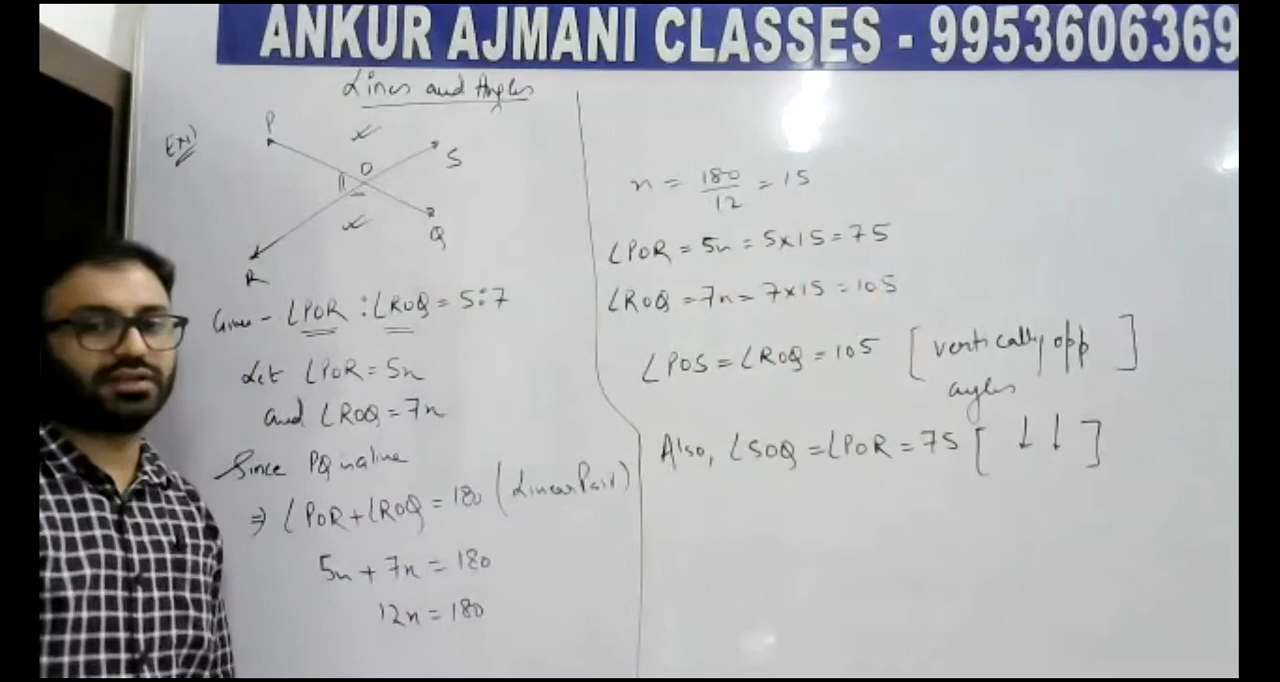 ANKUR AJMANI CLASSES - 9953606369
Lines and Angles
Ex1)
P
S
O
Q
R
Given - ∠POR : ∠ROQ = 5:7
Let ∠POR = 5x
and ∠ROQ = 7x
Since PQ is a line
⇒ ∠POR + ∠ROQ = 180 (Linear Pair)
5x + 7x = 180
12x = 180
x = 180/12 = 15
∠POR = 5x = 5×15 = 75
∠ROQ = 7x = 7×15 = 105
∠POS = ∠ROQ = 105 [vertically opp
angles]
Also, ∠SOQ = ∠POR = 75 [↓ ↓]